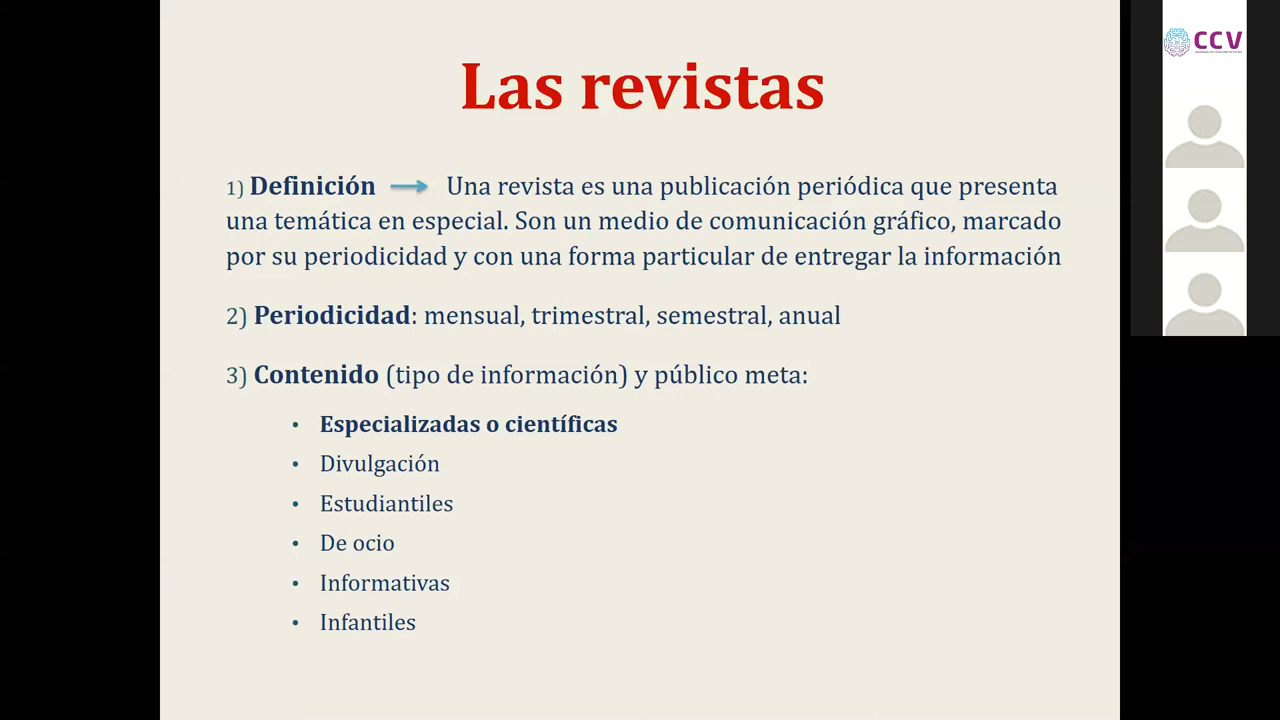 Las revistas
1) Definición → Una revista es una publicación periódica que presenta
una temática en especial. Son un medio de comunicación gráfico, marcado
por su periodicidad y con una forma particular de entregar la información
2) Periodicidad: mensual, trimestral, semestral, anual
3) Contenido (tipo de información) y público meta:
• Especializadas o científicas
• Divulgación
• Estudiantiles
• De ocio
• Informativas
• Infantiles
CCV